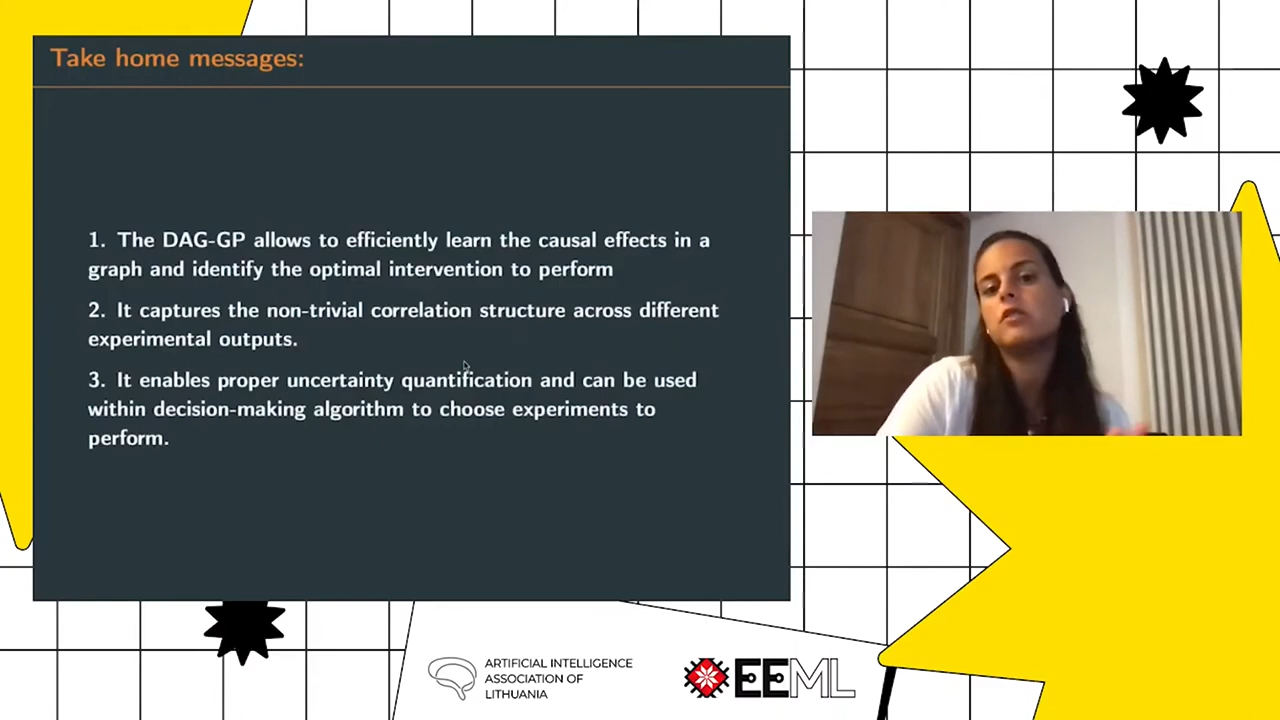 Take home messages:
1. The DAG-GP allows to efficiently learn the causal effects in a
graph and identify the optimal intervention to perform
2. It captures the non-trivial correlation structure across different
experimental outputs.
3. It enables proper uncertainty quantification and can be used
within decision-making algorithm to choose experiments to
perform.
ARTIFICIAL INTELLIGENCE
ASSOCIATION OF
LITHUANIA
EEML